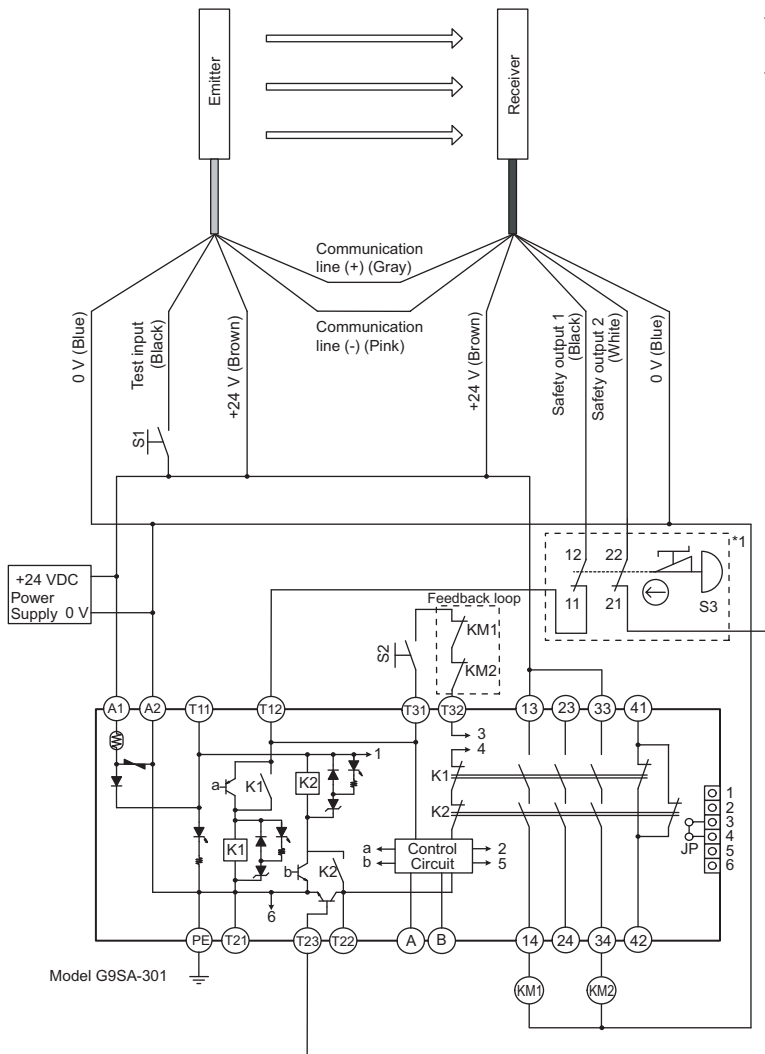 Emitter
Receiver
Communication
line (+) (Gray)
Communication
line (-) (Pink)
0 V (Blue)
Test input
(Black)
+24 V (Brown)
+24 V (Brown)
Safety output 1
(Black)
Safety output 2
(White)
0 V (Blue)
S1
*1
12 22
11 21
S3
+24 VDC
Power
Supply 0 V
Feedback loop
KM1
KM2
S2
A1 A2 T11 T12 T31 T32 13 23 33 41
3
4
1
a K1
K2
K1
K2
K1
b K2
a
b
Control
Circuit
2
5
6
JP
1
2
3
4
5
6
PE T21 T23 T22 A B 14 24 34 42
Model G9SA-301
KM1 KM2